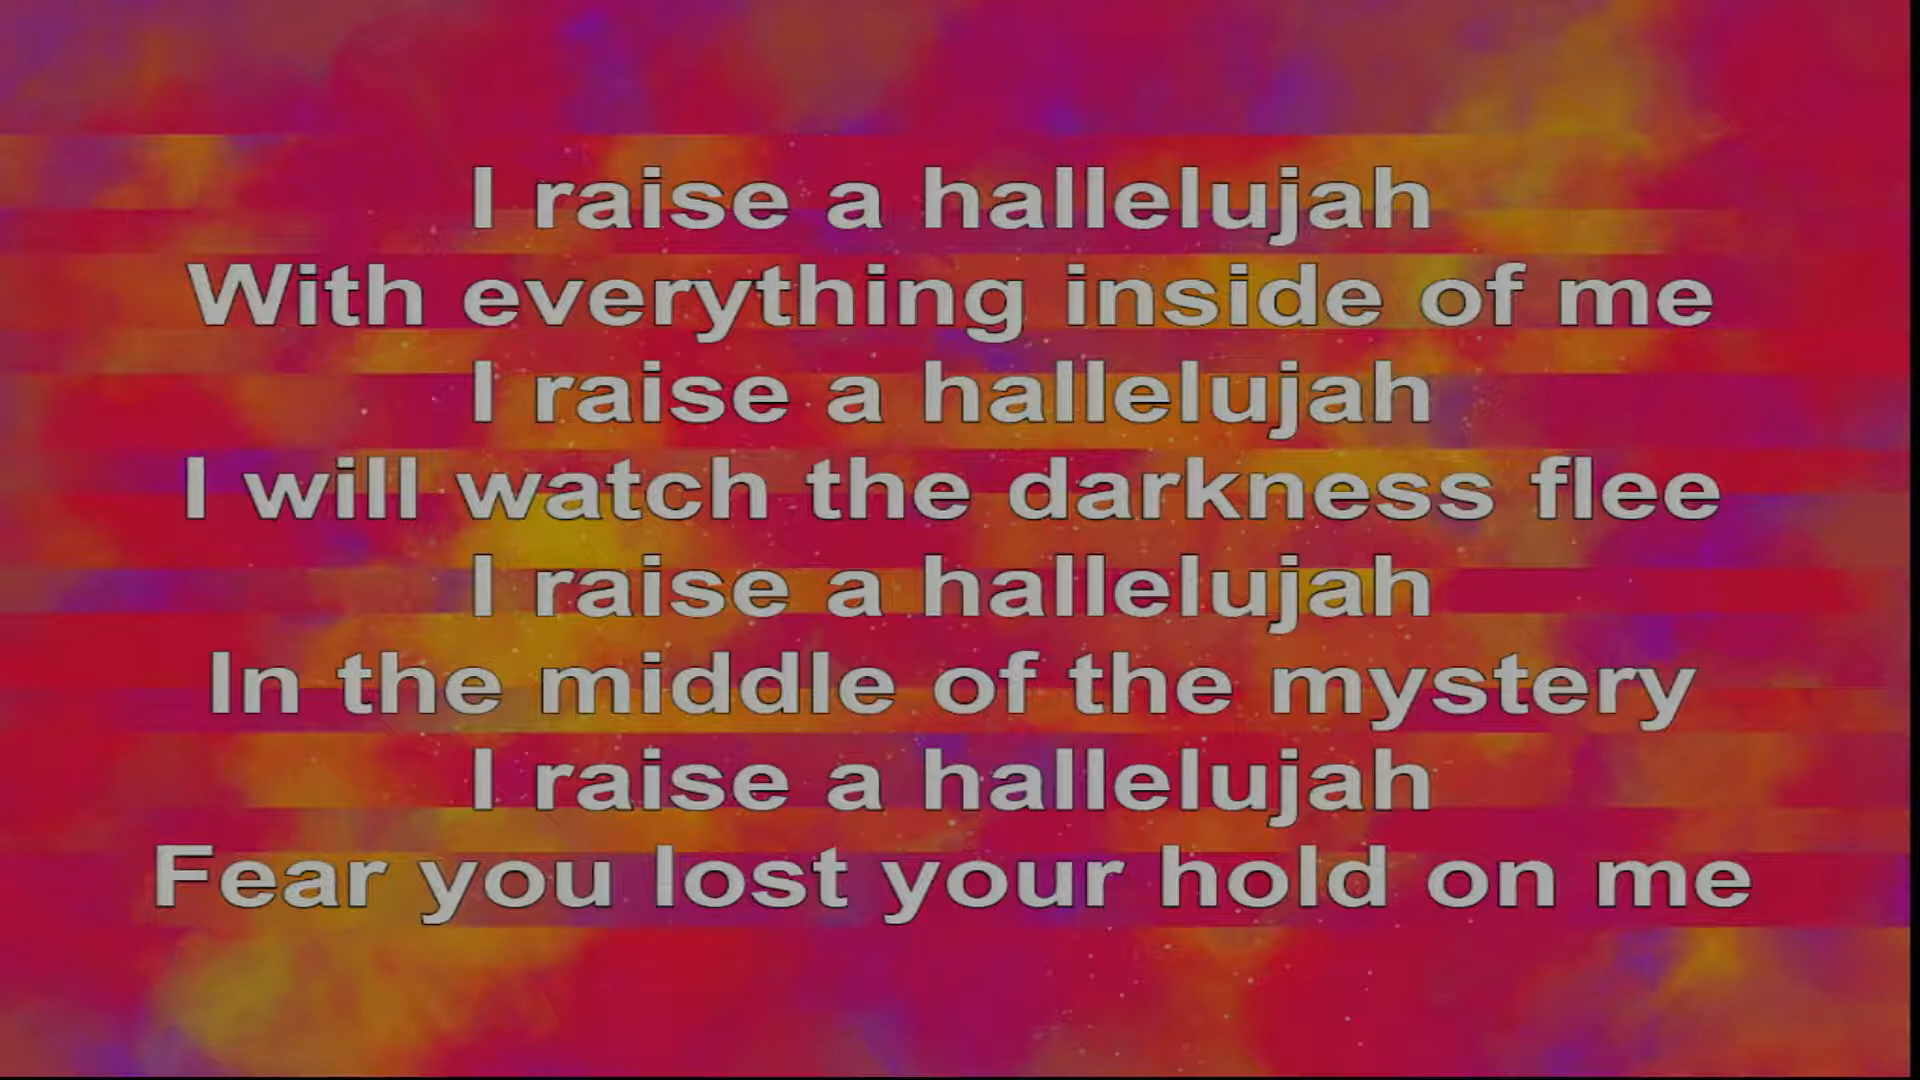 I raise a hallelujah
With everything inside of me
I raise a hallelujah
I will watch the darkness flee
I raise a hallelujah
In the middle of the mystery
I raise a hallelujah
Fear you lost your hold on me